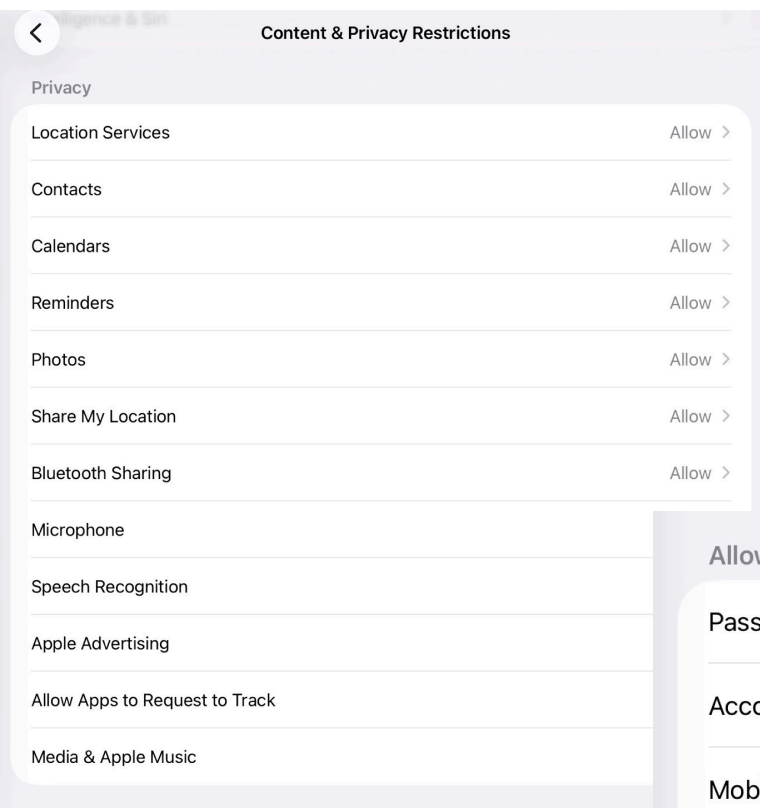 Content & Privacy Restrictions
Privacy
Location Services Allow
Contacts Allow
Calendars Allow
Reminders Allow
Photos Allow
Share My Location Allow
Bluetooth Sharing Allow
Microphone
Speech Recognition
Apple Advertising
Allow Apps to Request to Track
Media & Apple Music